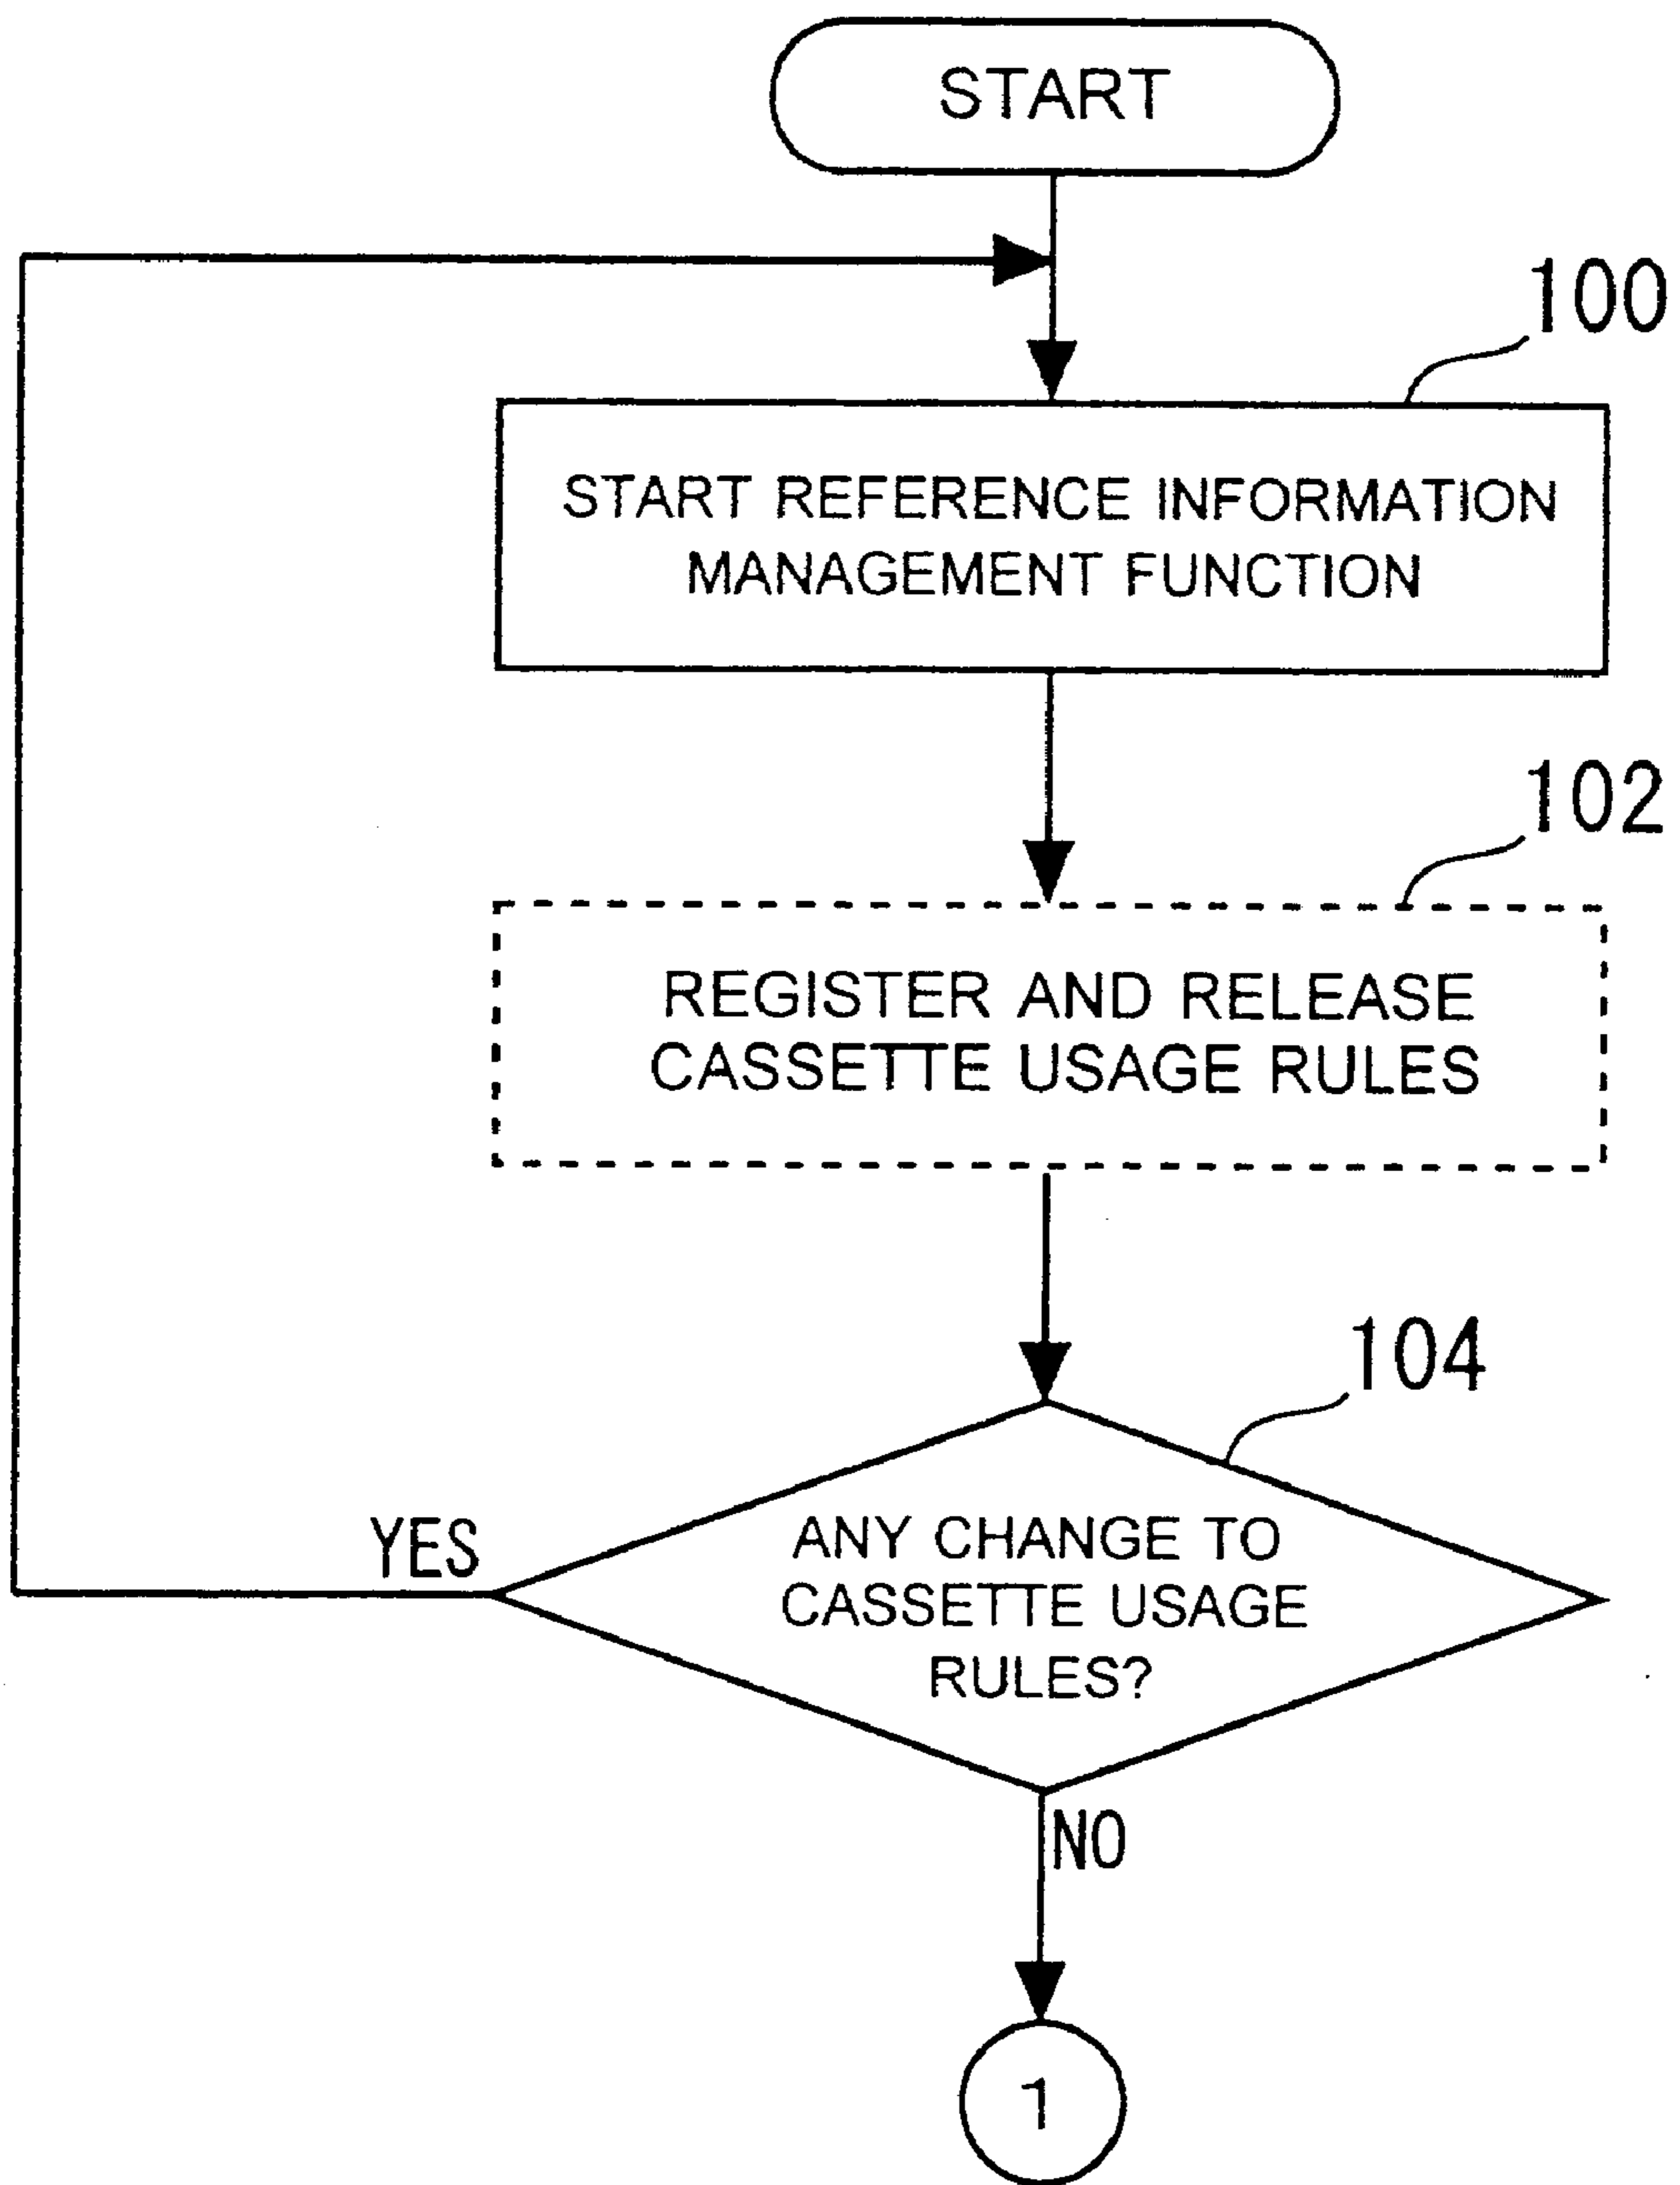 START
100
START REFERENCE INFORMATION
MANAGEMENT FUNCTION
102
REGISTER AND RELEASE
CASSETTE USAGE RULES
104
YES
ANY CHANGE TO
CASSETTE USAGE
RULES?
NO
1